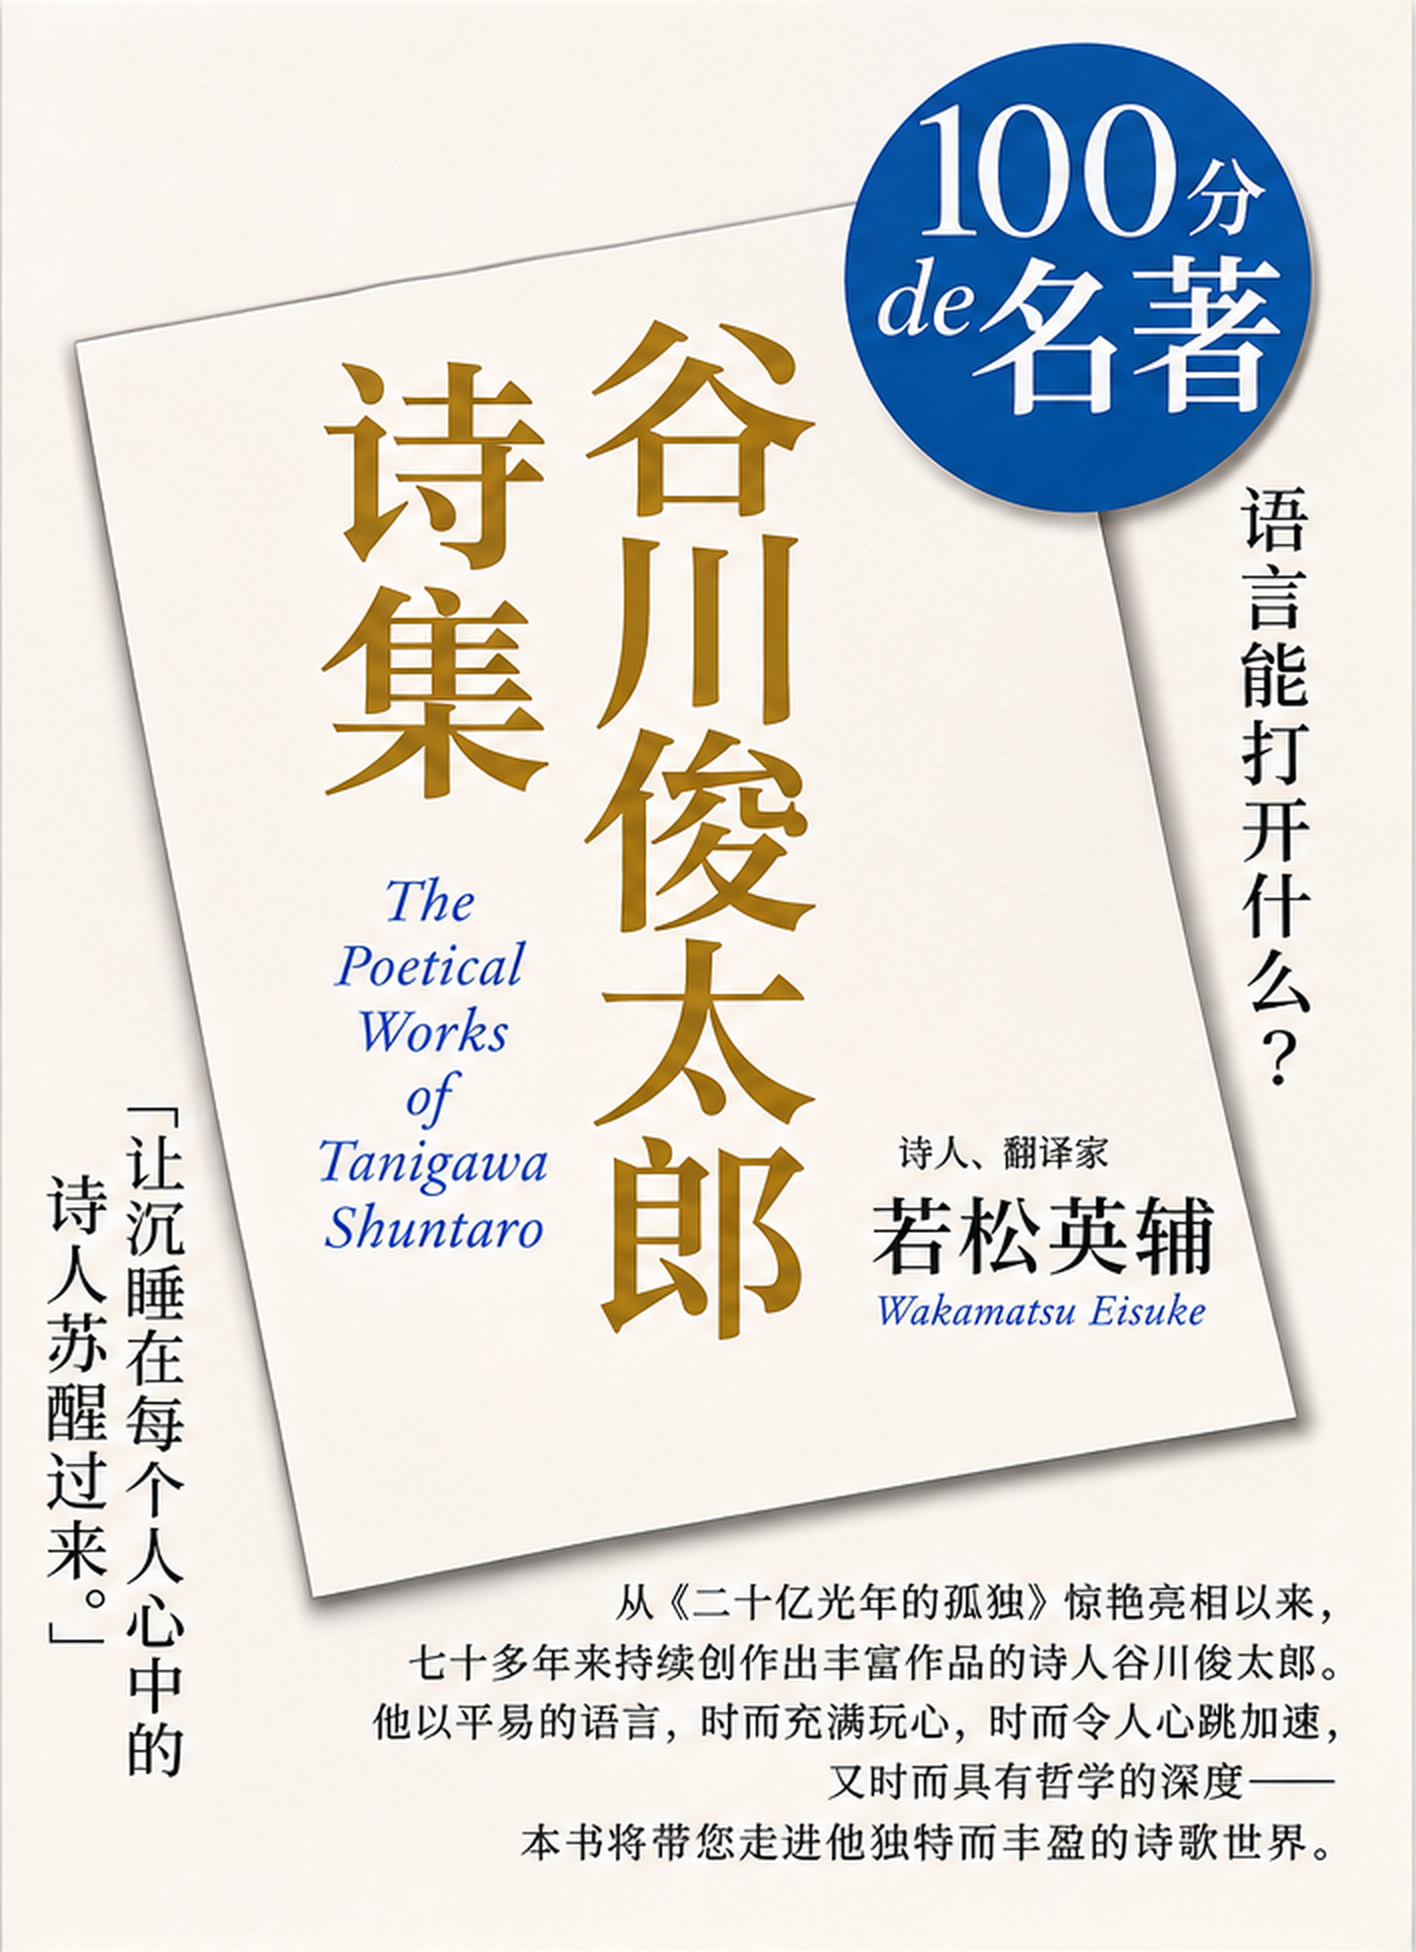 100分
de名著
语言能打开什么？
谷川俊太郎
诗集
The
Poetical
Works
of
Tanigawa
Shuntaro
诗人、翻译家
若松英辅
Wakamatsu Eisuke
「让沉睡在每个人心中的
诗人苏醒过来。」
从《二十亿光年的孤独》惊艳亮相以来，
七十多年来持续创作出丰富作品的诗人谷川俊太郎。
他以平易的语言，时而充满玩心，时而令人心跳加速，
又时而具有哲学的深度——
本书将带您走进他独特而丰盈的诗歌世界。